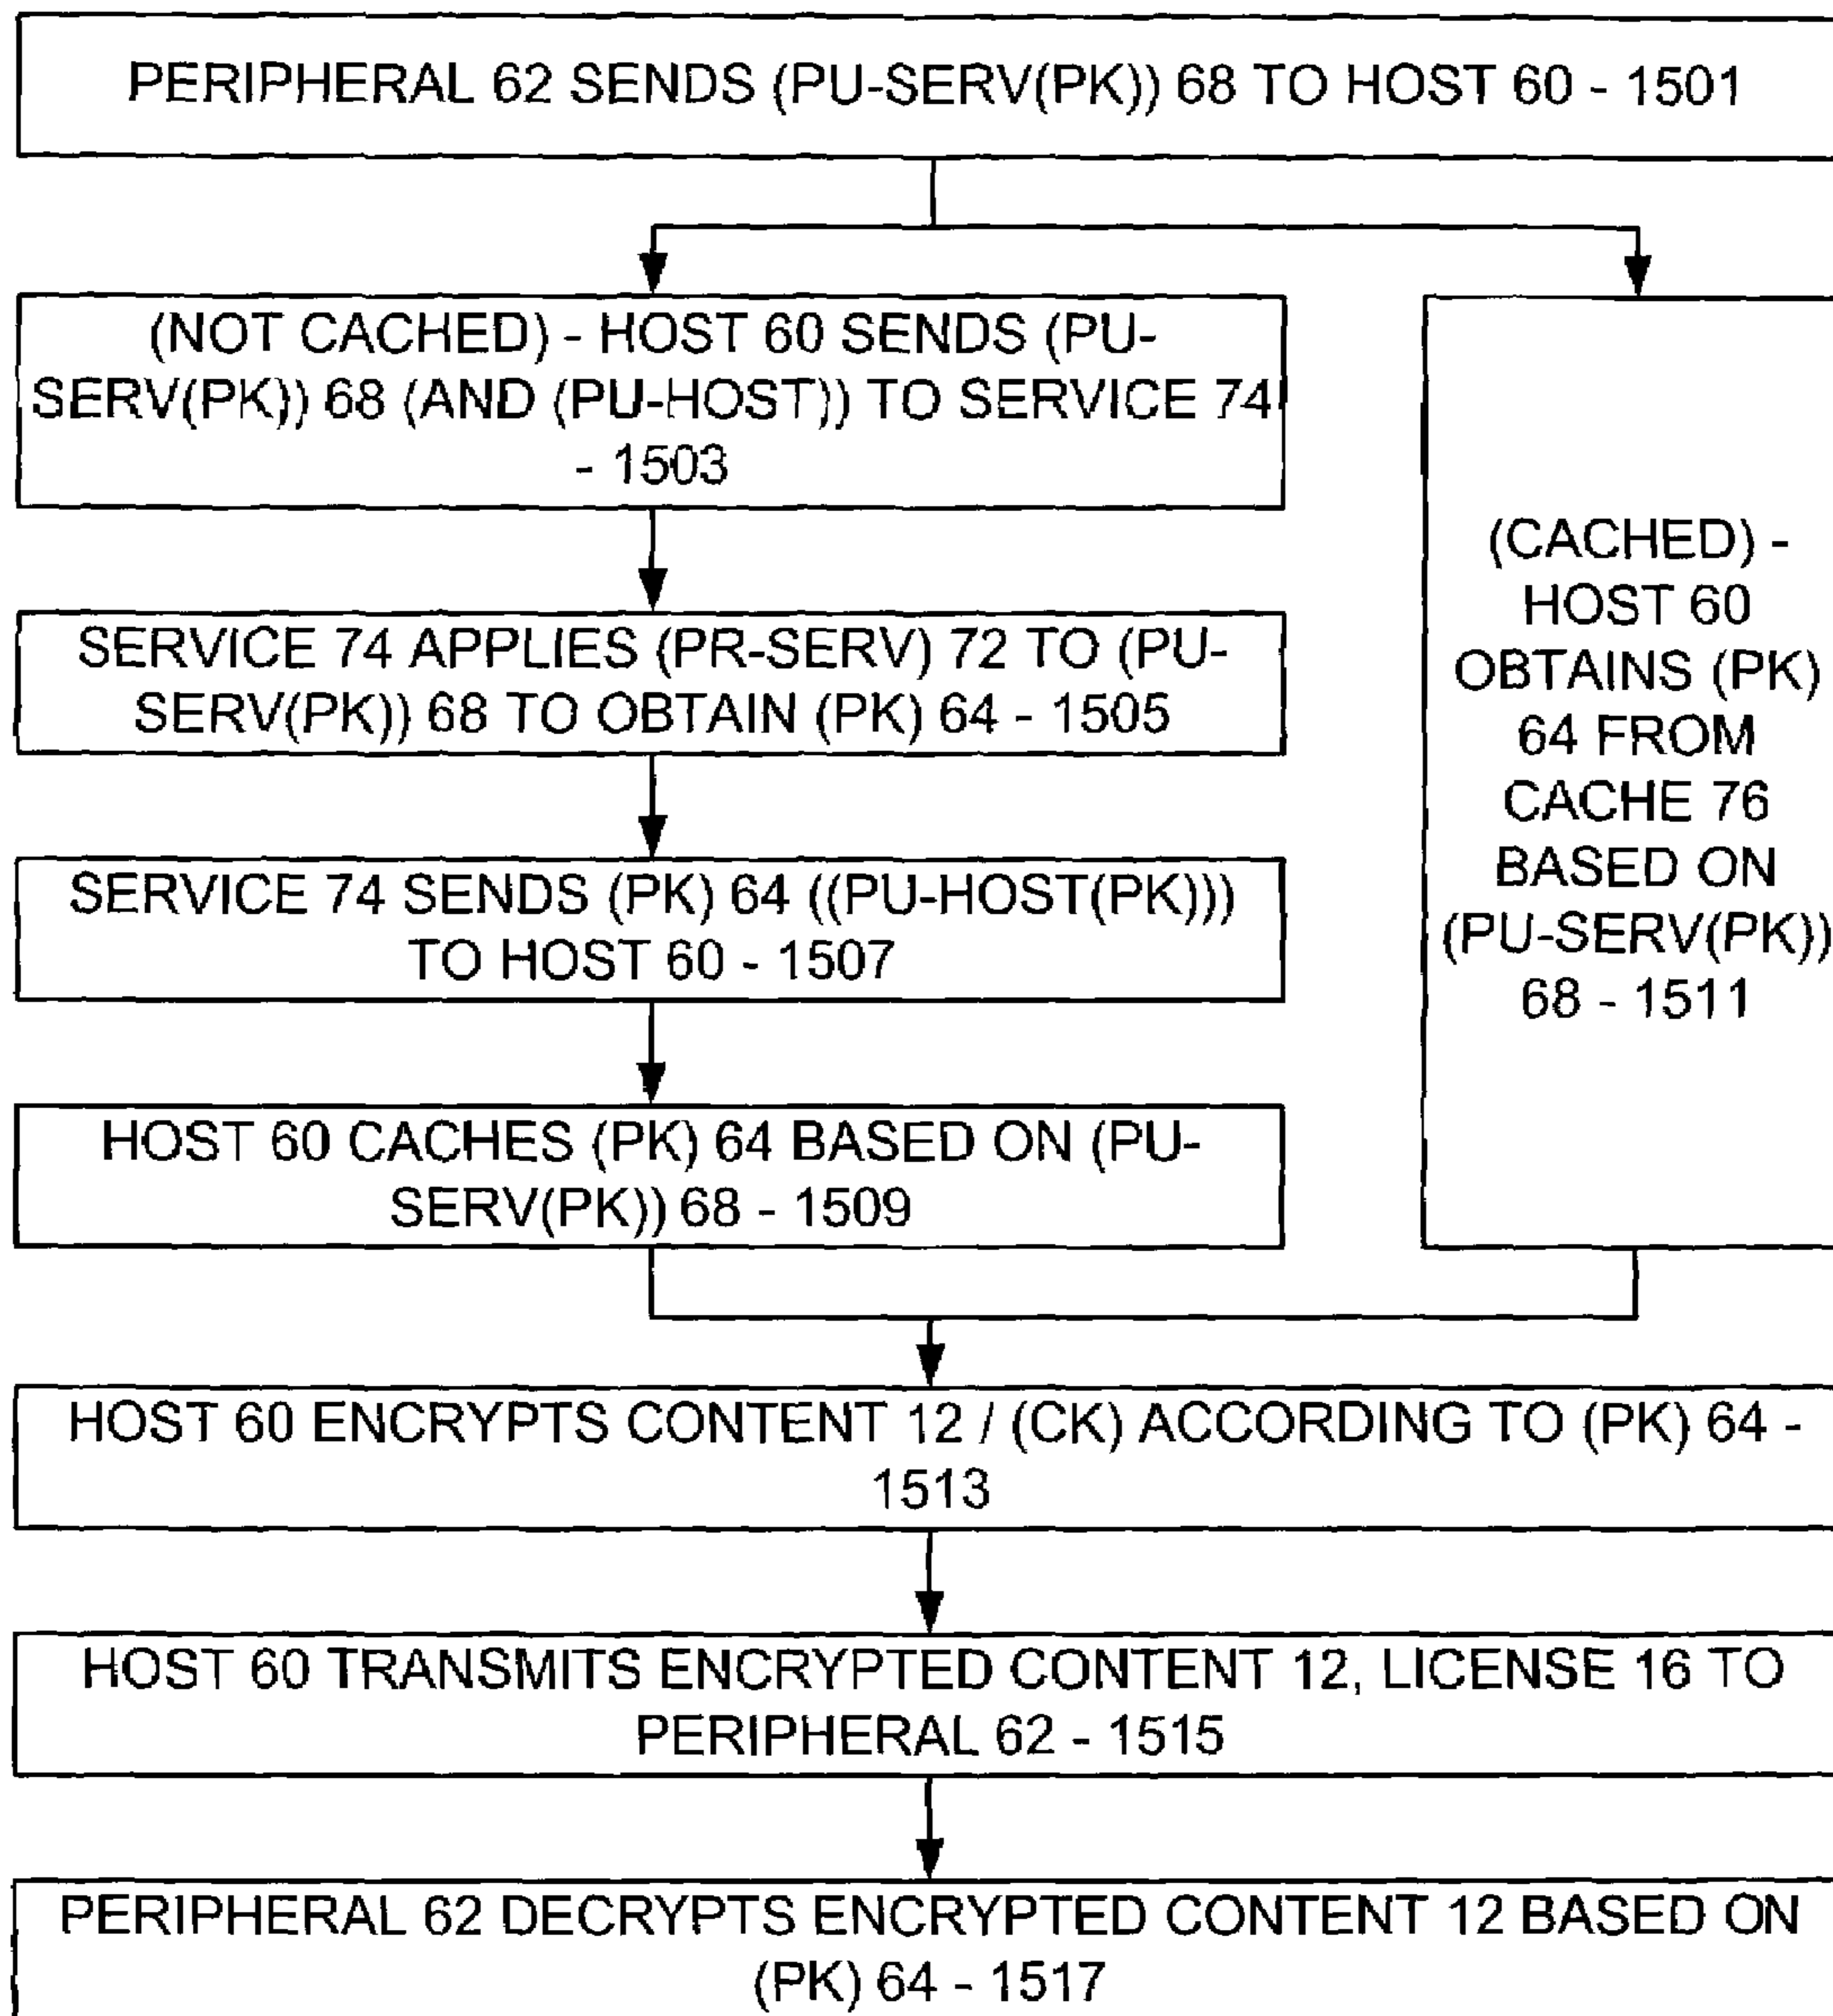 PERIPHERAL 62 SENDS (PU-SERV(PK)) 68 TO HOST 60 - 1501
(NOT CACHED) - HOST 60 SENDS (PU-
SERV(PK)) 68 (AND (PU-HOST)) TO SERVICE 74
- 1503
SERVICE 74 APPLIES (PR-SERV) 72 TO (PU-
SERV(PK)) 68 TO OBTAIN (PK) 64 - 1505
SERVICE 74 SENDS (PK) 64 ((PU-HOST(PK)))
TO HOST 60 - 1507
HOST 60 CACHES (PK) 64 BASED ON (PU-
SERV(PK)) 68 - 1509
(CACHED) -
HOST 60
OBTAINS (PK)
64 FROM
CACHE 76
BASED ON
(PU-SERV(PK))
68 - 1511
HOST 60 ENCRYPTS CONTENT 12 / (CK) ACCORDING TO (PK) 64 -
1513
HOST 60 TRANSMITS ENCRYPTED CONTENT 12, LICENSE 16 TO
PERIPHERAL 62 - 1515
PERIPHERAL 62 DECRYPTS ENCRYPTED CONTENT 12 BASED ON
(PK) 64 - 1517